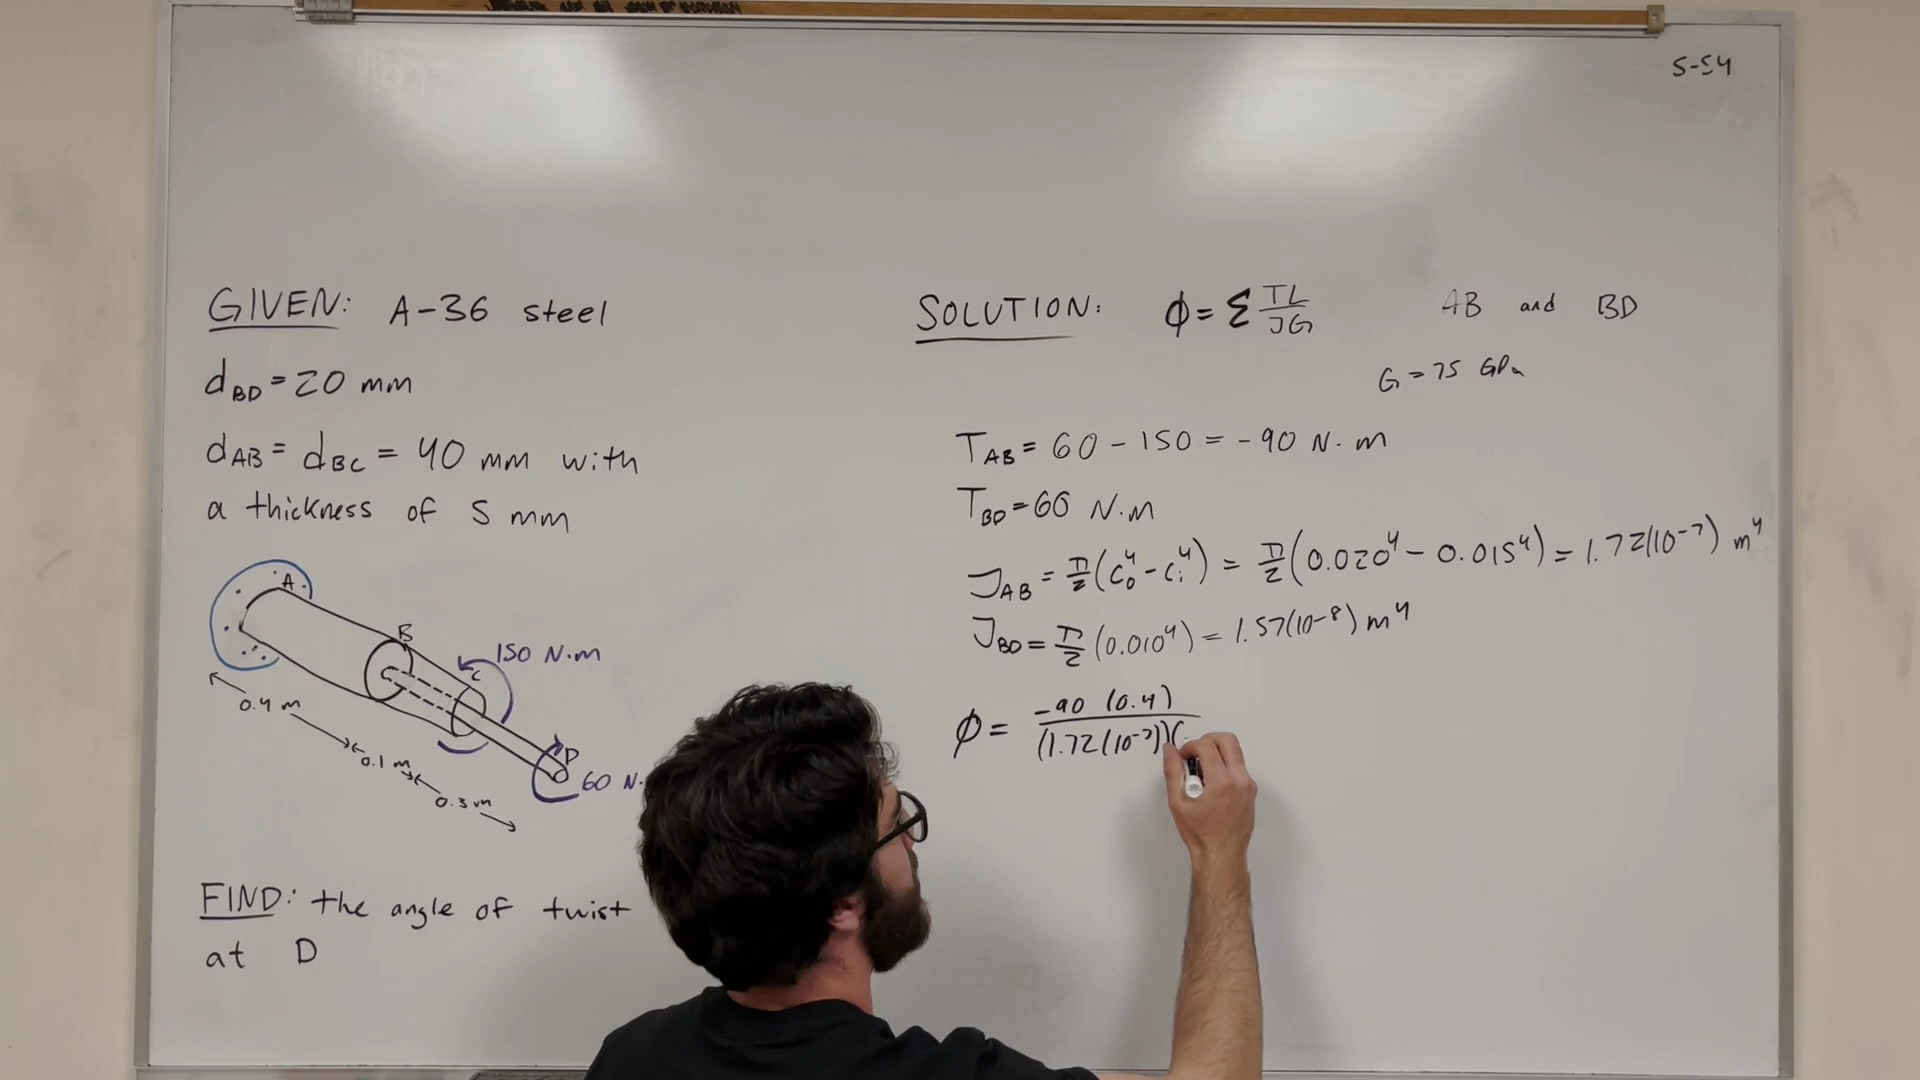 5-54
GIVEN: A-36 steel
d_BD = 20 mm
d_AB = d_BC = 40 mm with
a thickness of 5 mm
A
B
150 N·m
C
0.4 m
D
0.1 m
60 N·
0.3 m
FIND: the angle of twist
at D
SOLUTION: ϕ = Σ TL/JG AB and BD
G = 75 GPa
T_AB = 60 - 150 = -90 N·m
T_BD = 60 N·m
J_AB = π/2 (c_o^4 - c_i^4) = π/2 (0.020^4 - 0.015^4) = 1.72(10^-7) m^4
J_BD = π/2 (0.010^4) = 1.57(10^-8) m^4
ϕ = -90 (0.4) / (1.72(10^-7))(